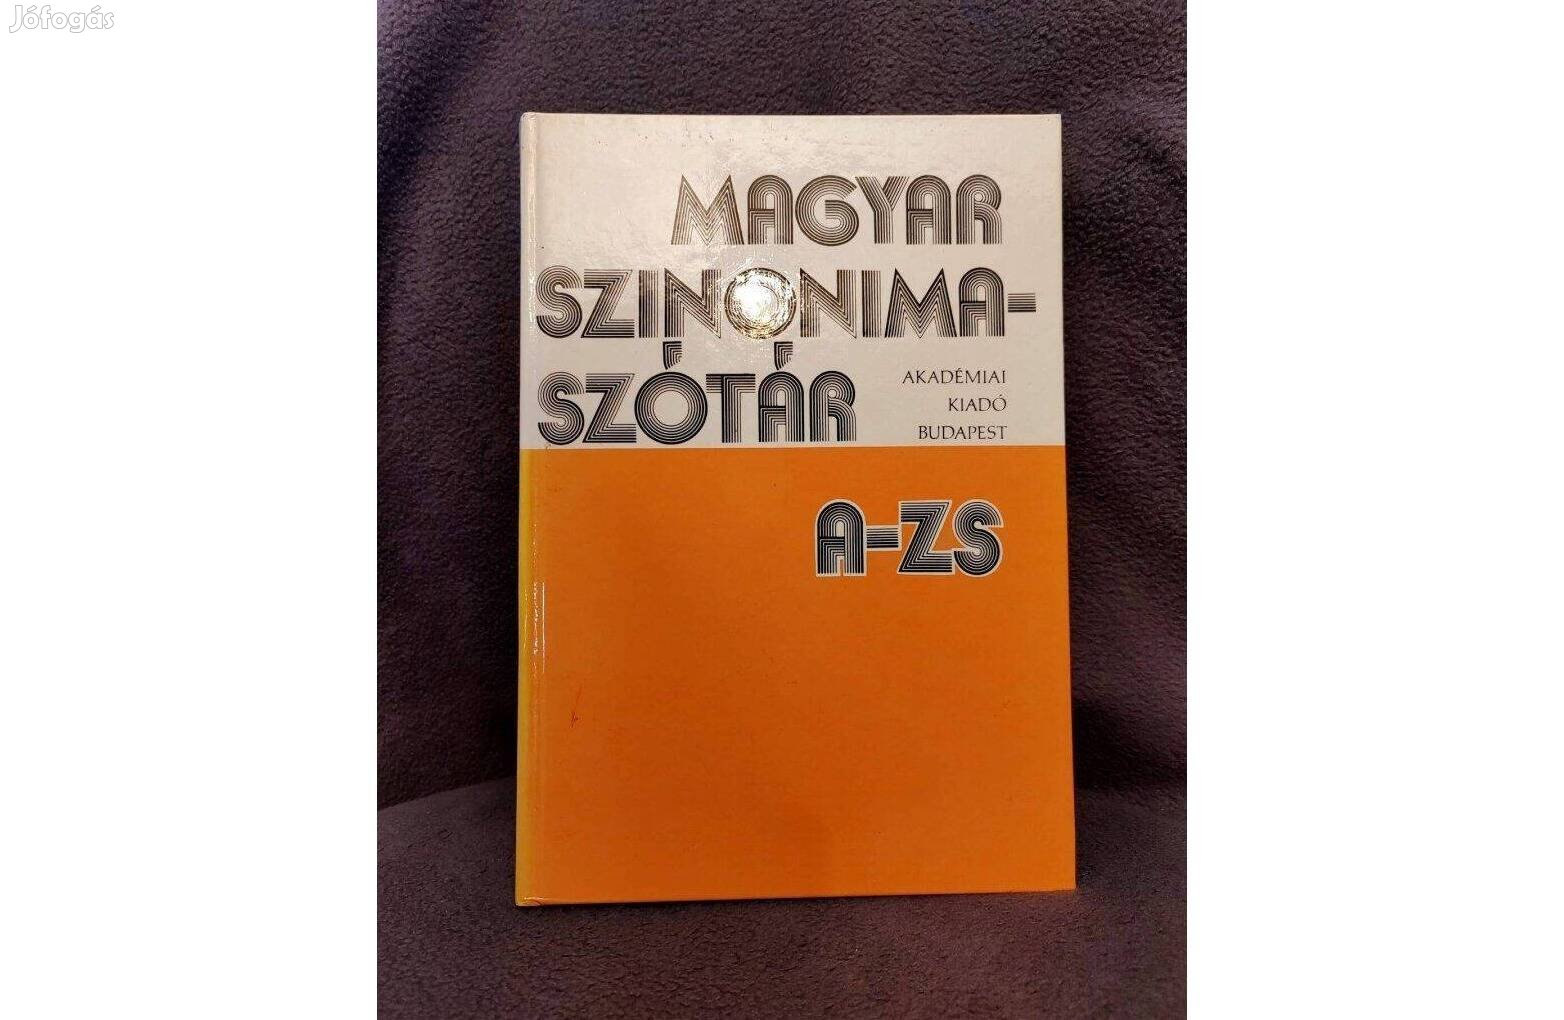 Jófogás
MAGYAR
SZINONIMA-
SZÓTÁR
AKADÉMIAI
KIADÓ
BUDAPEST
A-ZS